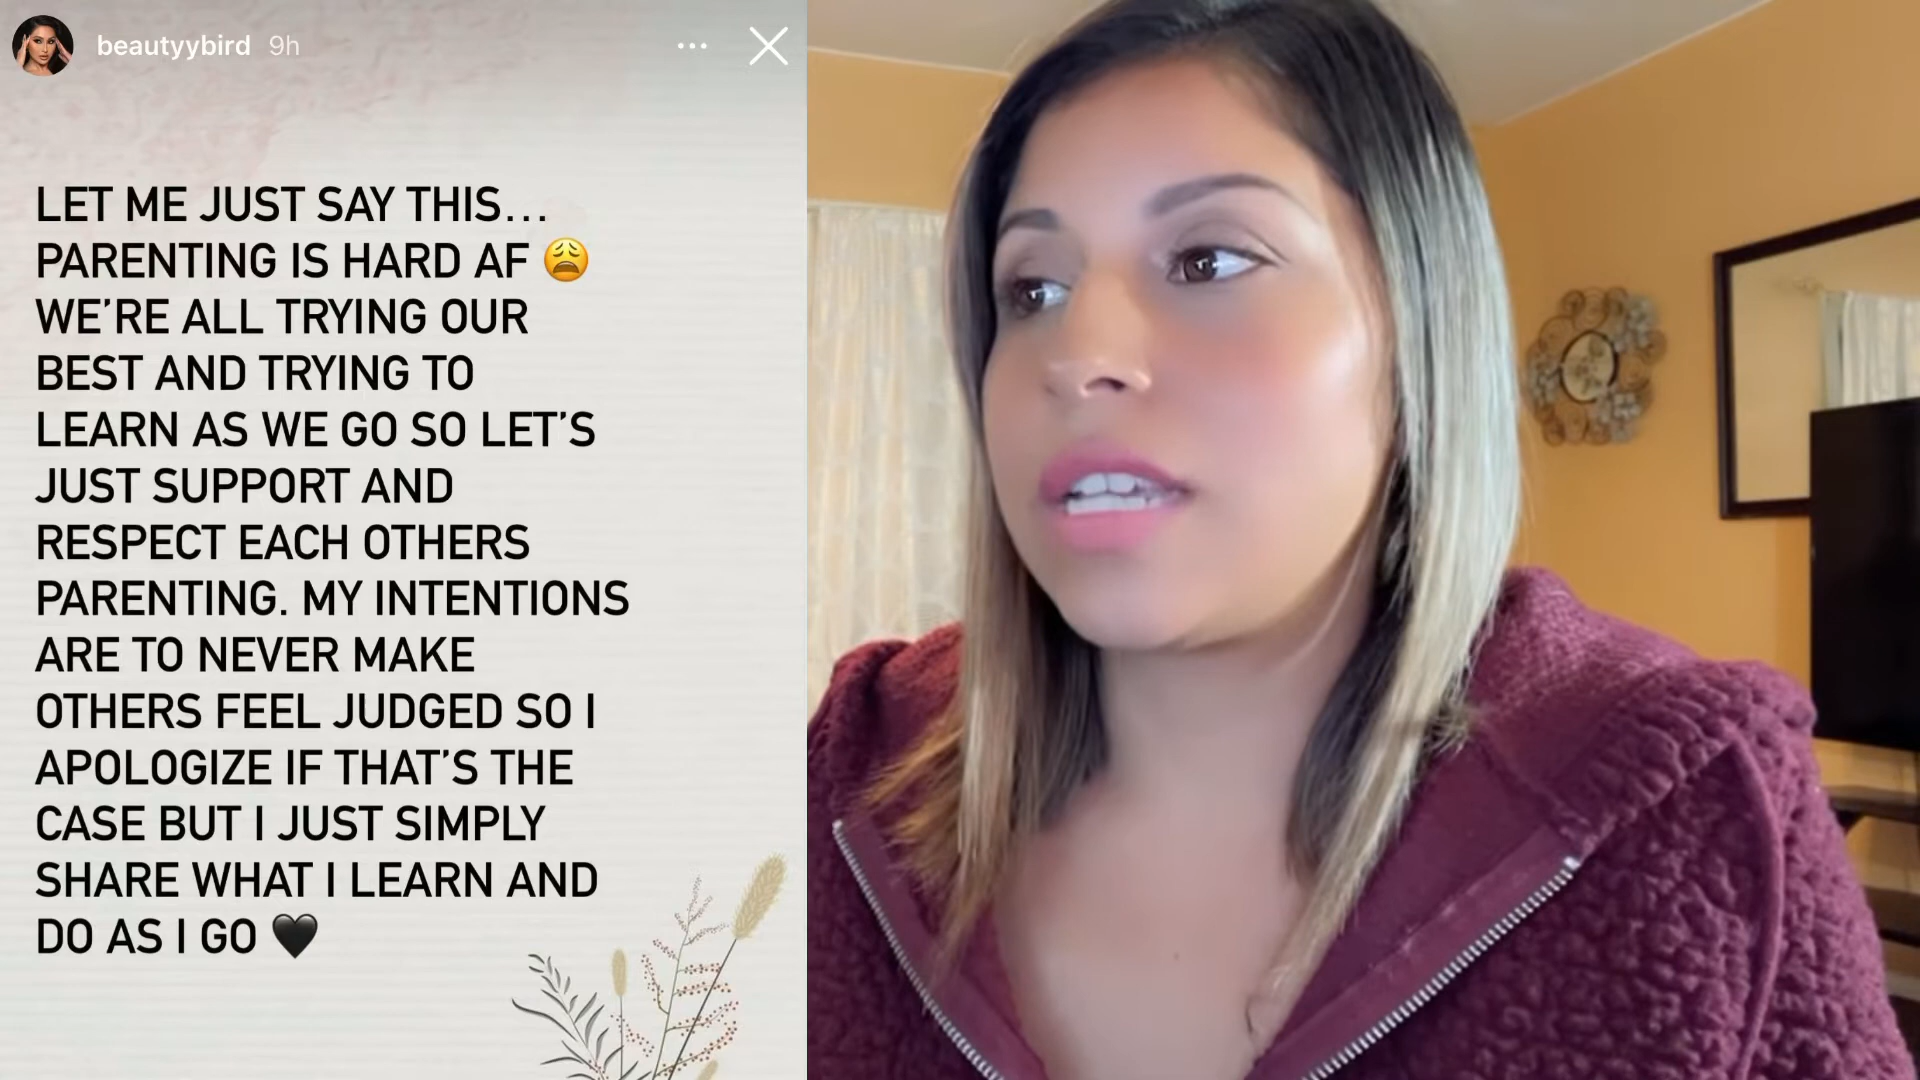 beautyybird 9h
LET ME JUST SAY THIS...
PARENTING IS HARD AF 😩
WE'RE ALL TRYING OUR
BEST AND TRYING TO
LEARN AS WE GO SO LET'S
JUST SUPPORT AND
RESPECT EACH OTHERS
PARENTING. MY INTENTIONS
ARE TO NEVER MAKE
OTHERS FEEL JUDGED SO I
APOLOGIZE IF THAT'S THE
CASE BUT I JUST SIMPLY
SHARE WHAT I LEARN AND
DO AS I GO 🖤